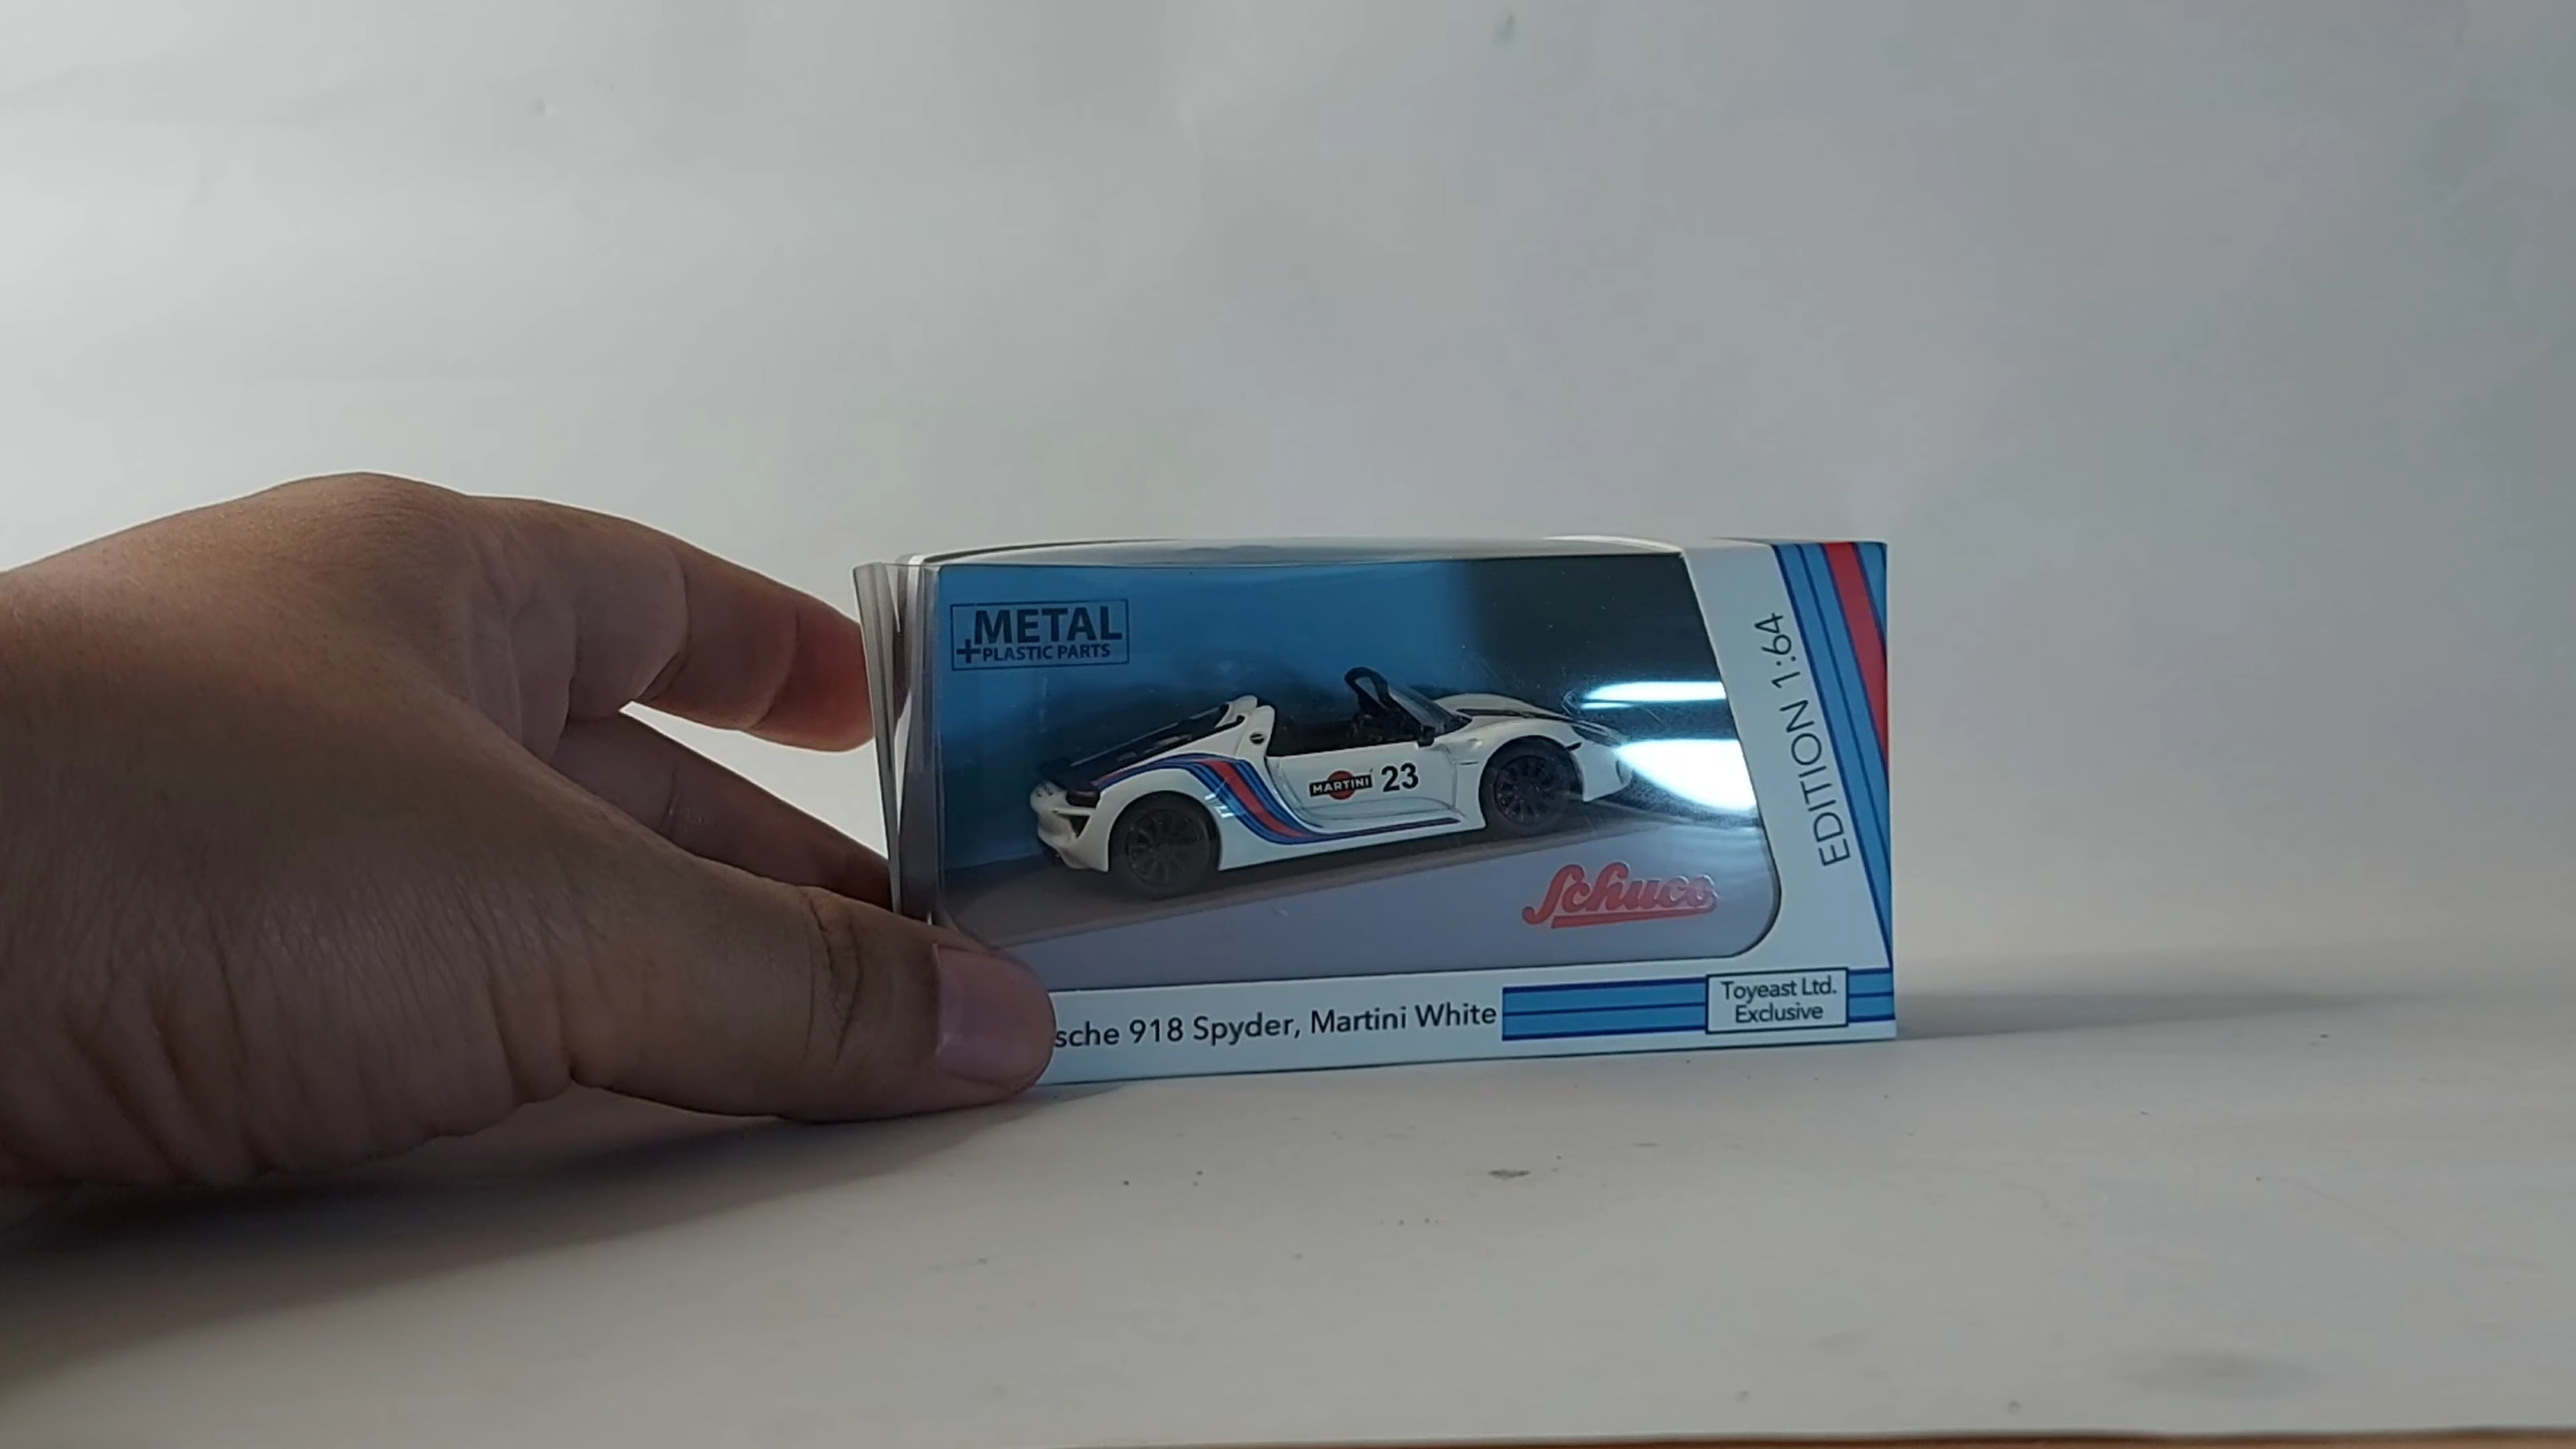 METAL
+PLASTIC PARTS
EDITION 1:64
MARTINI 23
Schuco
sche 918 Spyder, Martini White
Toyeast Ltd.
Exclusive